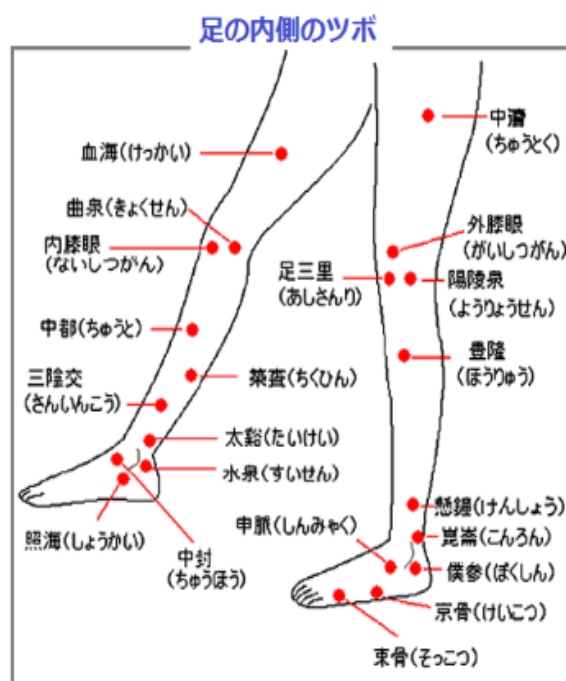 足の内側のツボ
血海(けっかい)
曲泉(きょくせん)
内膝眼
(ないしつがん)
中都(ちゅうと)
三陰交
(さんいんこう)
築賓(ちくひん)
太谿(たいけい)
水泉(すいせん)
照海(しょうかい)
中封
(ちゅうほう)
中瀆
(ちゅうとく)
外膝眼
(がいしつがん)
足三里
(あしさんり)
陽陵泉
(ようりょうせん)
豊隆
(ほうりゅう)
懸鐘(けんしょう)
申脈(しんみゃく)
崑崙(こんろん)
僕参(ぼくしん)
京骨(けいこつ)
束骨(そっこつ)